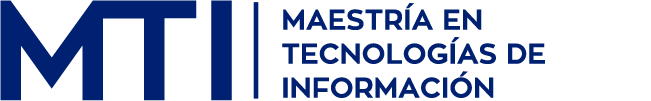 MTI
MAESTRÍA EN
TECNOLOGÍAS DE
INFORMACIÓN